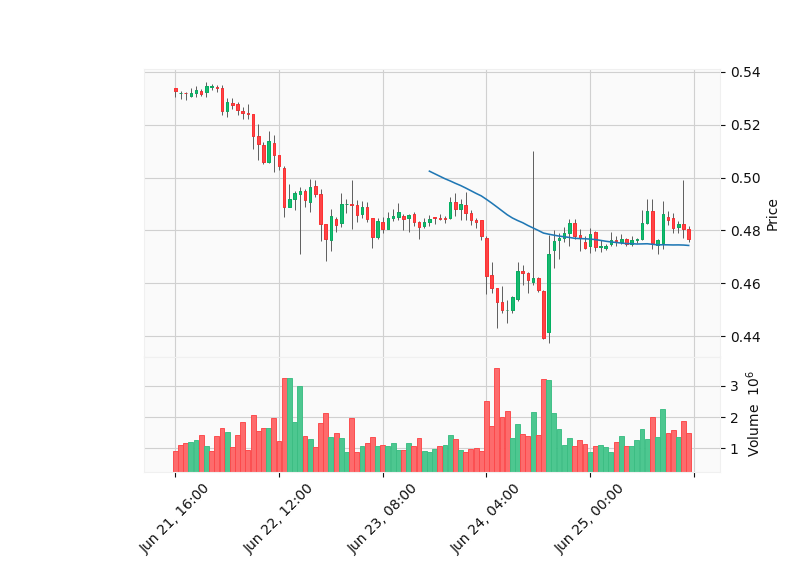 0.54
0.52
0.50
0.48
0.46
0.44
Price
3
2
1
Volume 10^6
Jun 21, 16:00
Jun 22, 12:00
Jun 23, 08:00
Jun 24, 04:00
Jun 25, 00:00